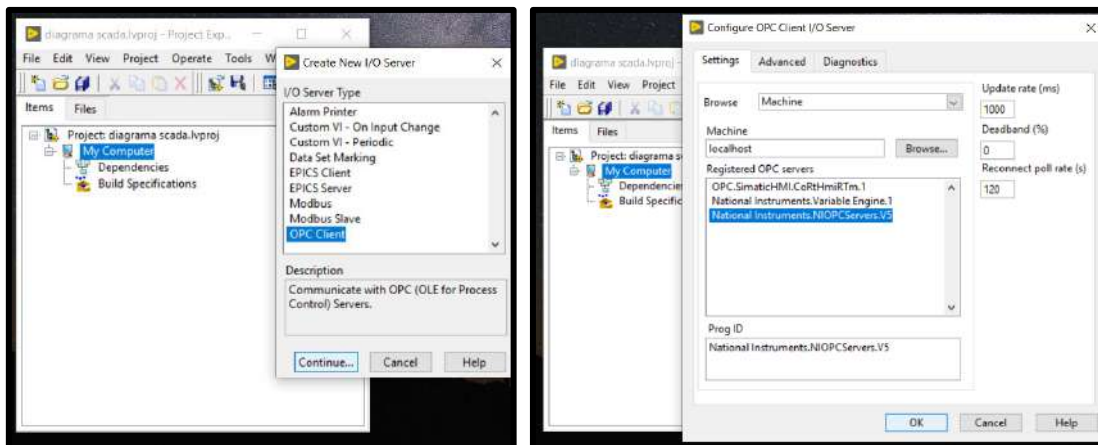 diagrama scada.lvproj - Project Exp...
File Edit View Project Operate Tools W
Items Files
Project: diagrama scada.lvproj
My Computer
Dependencies
Build Specifications
Create New I/O Server
I/O Server Type
Alarm Printer
Custom VI - On Input Change
Custom VI - Periodic
Data Set Marking
EPICS Client
EPICS Server
Modbus
Modbus Slave
OPC Client
Description
Communicate with OPC (OLE for Process
Control) Servers.
Continue... Cancel Help
diagrama scada.lvproj -
File Edit View Project
Items Files
Project: diagrama s
My Computer
Dependencie
Build Specific
Configure OPC Client I/O Server
Settings Advanced Diagnostics
Browse Machine
Machine
localhost Browse...
Registered OPC servers
OPC.SimaticHMI.CoRtHmiRTm.1
National Instruments.Variable Engine.1
National Instruments.NIOPCServers.V5
Prog ID
National Instruments.NIOPCServers.V5
Update rate (ms)
1000
Deadband (%)
0
Reconnect poll rate (s)
120
OK Cancel Help